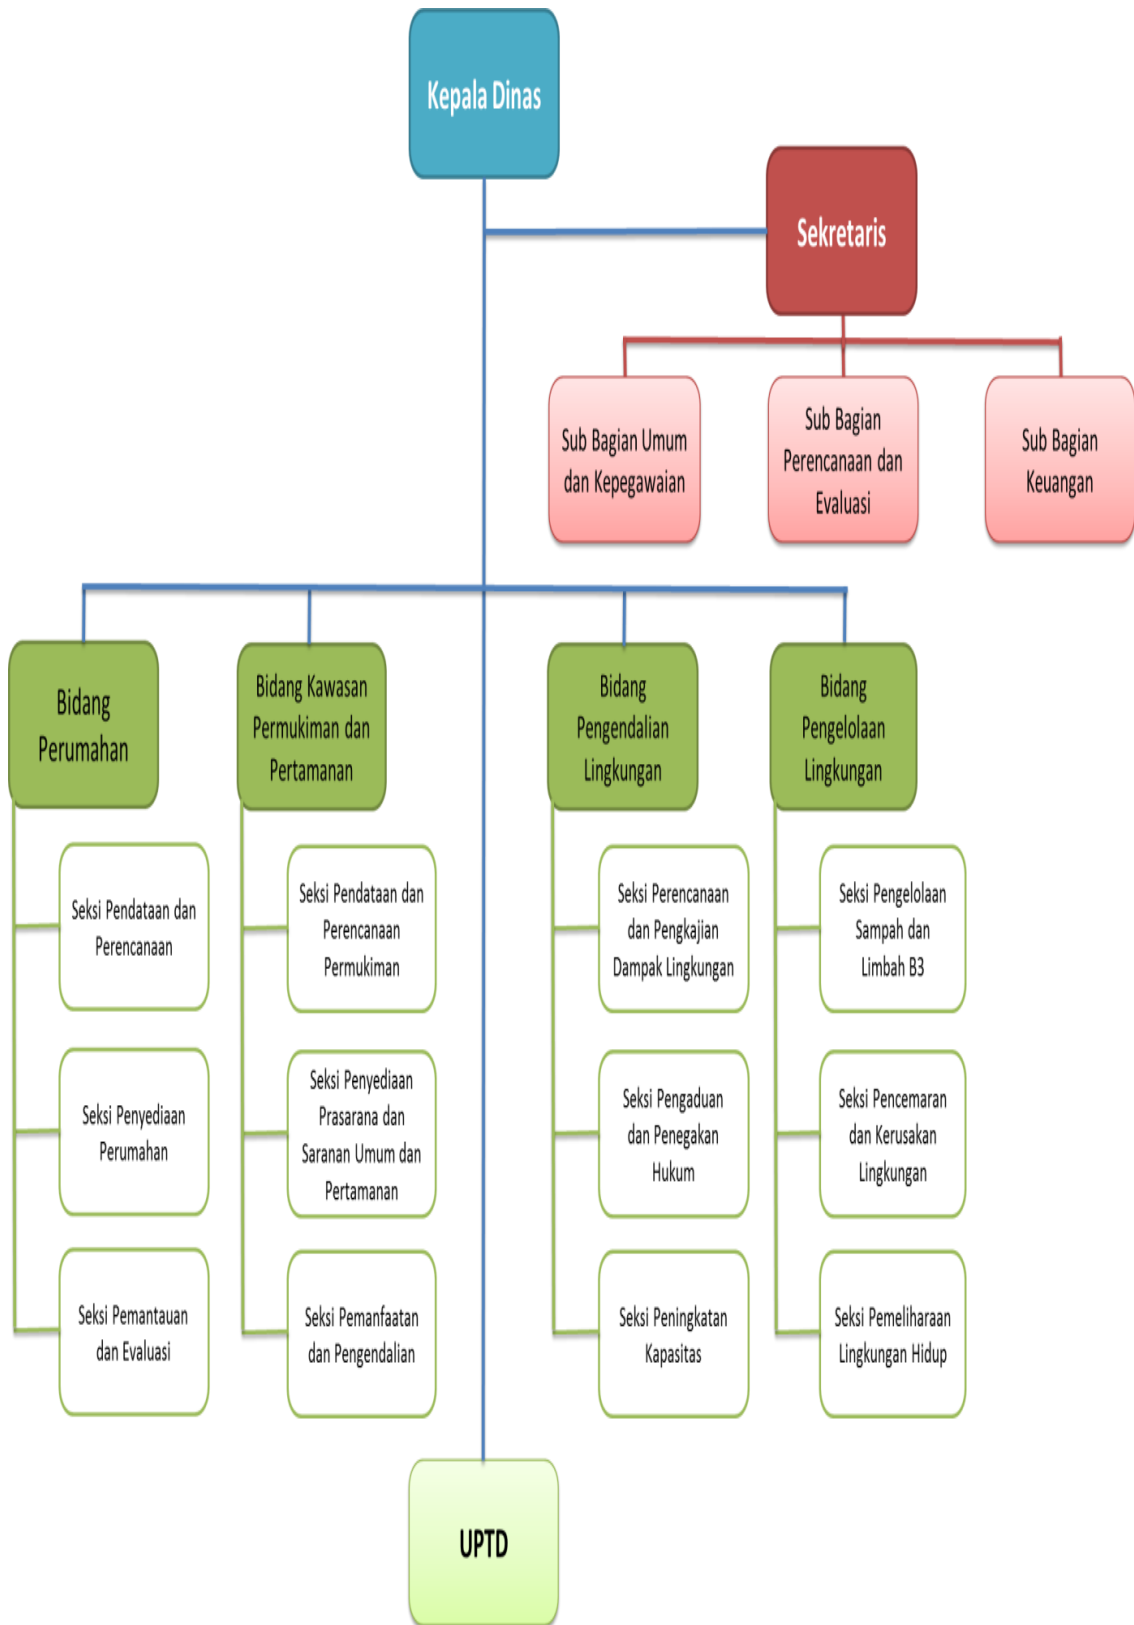 Kepala Dinas
Sekretaris
Sub Bagian Umum
dan Kepegawaian
Sub Bagian
Perencanaan dan
Evaluasi
Sub Bagian
Keuangan
Bidang
Perumahan
Bidang Kawasan
Permukiman dan
Pertamanan
Bidang
Pengendalian
Lingkungan
Bidang
Pengelolaan
Lingkungan
Seksi Pendataan dan
Perencanaan
Seksi Pendataan dan
Perencanaan
Permukiman
Seksi Perencanaan
dan Pengkajian
Dampak Lingkungan
Seksi Pengelolaan
Sampah dan
Limbah B3
Seksi Penyediaan
Perumahan
Seksi Penyediaan
Prasarana dan
Saranan Umum dan
Pertamanan
Seksi Pengaduan
dan Penegakan
Hukum
Seksi Pencemaran
dan Kerusakan
Lingkungan
Seksi Pemantauan
dan Evaluasi
Seksi Pemanfaatan
dan Pengendalian
Seksi Peningkatan
Kapasitas
Seksi Pemeliharaan
Lingkungan Hidup
UPTD